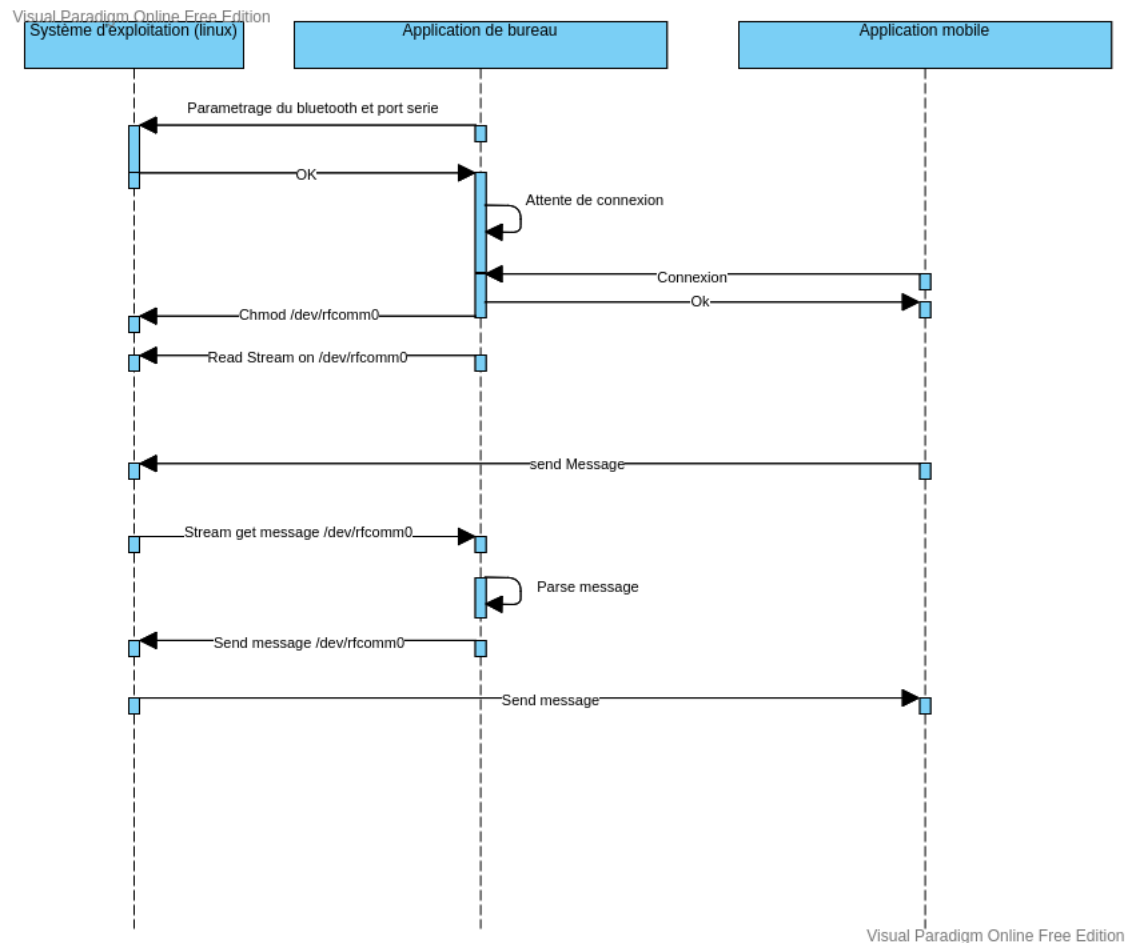 Visual Paradigm Online Free Edition
Système d'exploitation (linux)
Application de bureau
Application mobile
Parametrage du bluetooth et port serie
OK
Attente de connexion
Connexion
Ok
Chmod /dev/rfcomm0
Read Stream on /dev/rfcomm0
send Message
Stream get message /dev/rfcomm0
Parse message
Send message /dev/rfcomm0
Send message
Visual Paradigm Online Free Edition